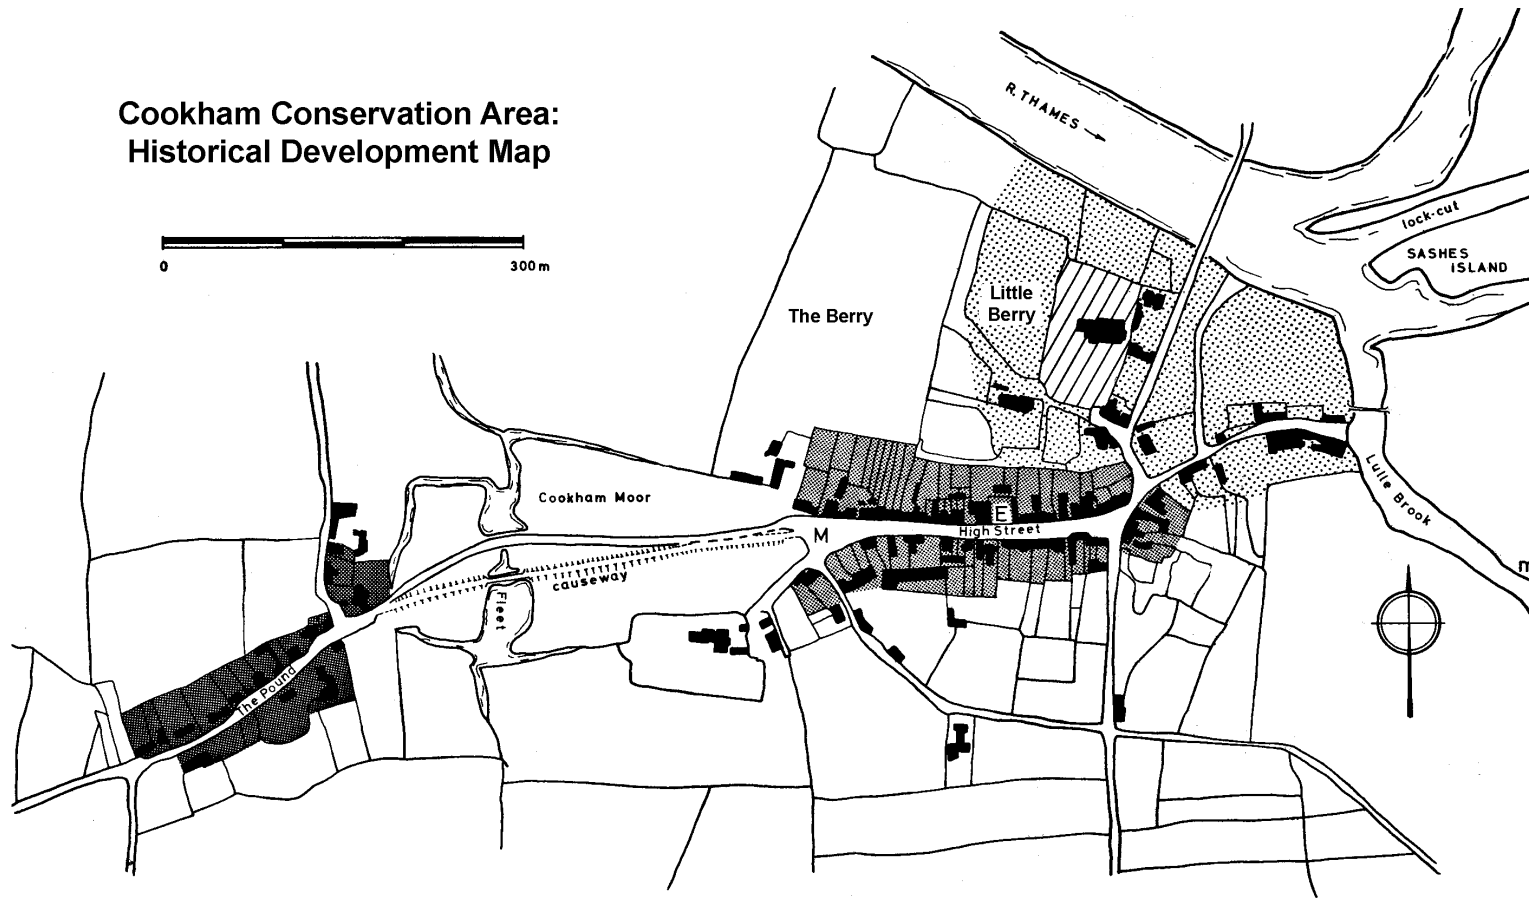 Cookham Conservation Area:
Historical Development Map
0
300m
R. THAMES
lock-cut
SASHES
ISLAND
Little
Berry
The Berry
Cookham Moor
E
High Street
M
causeway
Fleet
The Pound
Lulle Brook
m